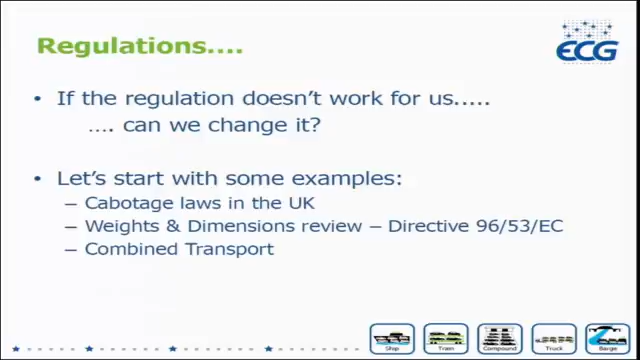 Regulations....
ECG
• If the regulation doesn't work for us.....
.... can we change it?
• Let's start with some examples:
– Cabotage laws in the UK
– Weights & Dimensions review – Directive 96/53/EC
– Combined Transport
Ship Train Compound Truck Barge